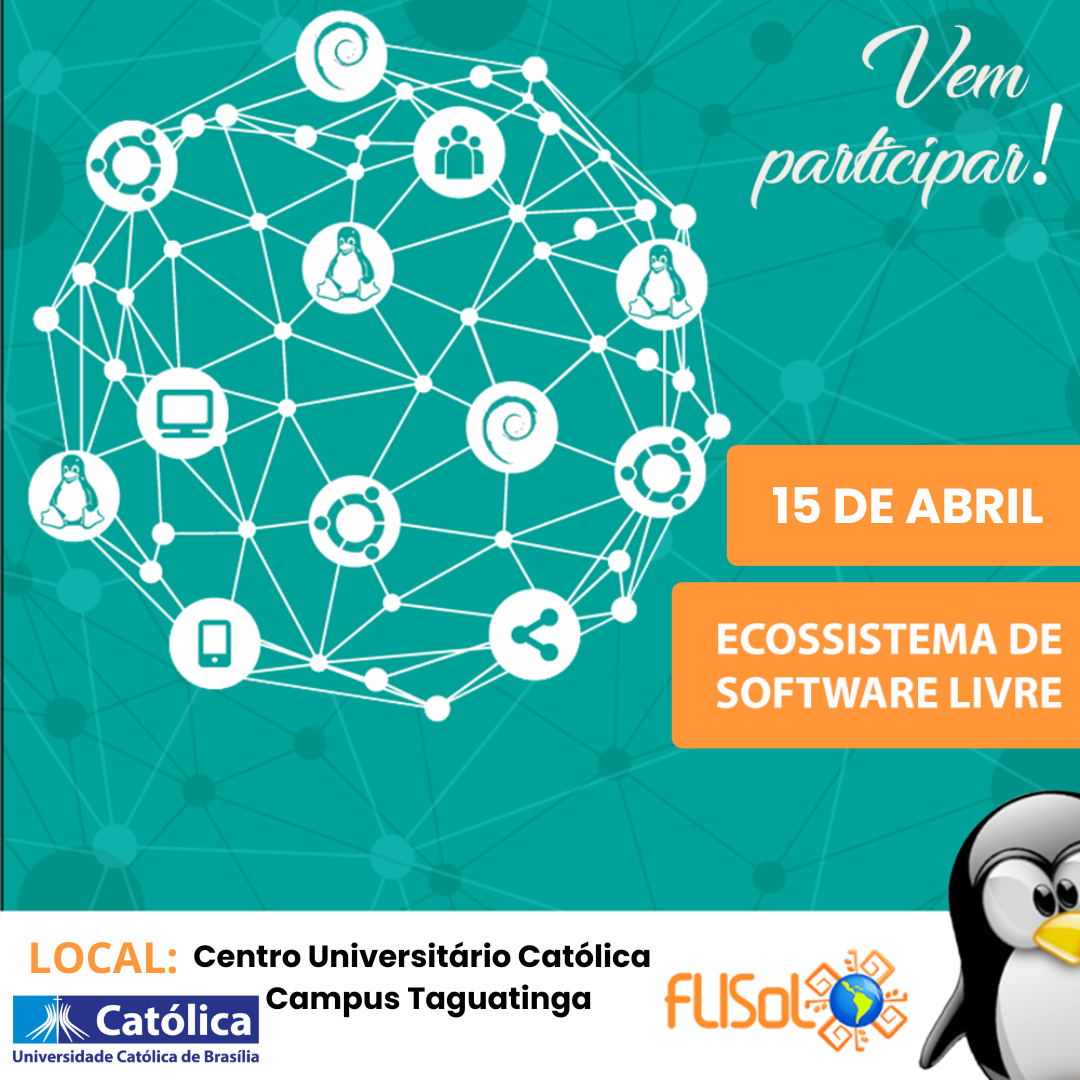 Vem
participar!
15 DE ABRIL
ECOSSISTEMA DE
SOFTWARE LIVRE
LOCAL: Centro Universitário Católica
Campus Taguatinga
Católica
Universidade Católica de Brasília
FLISol